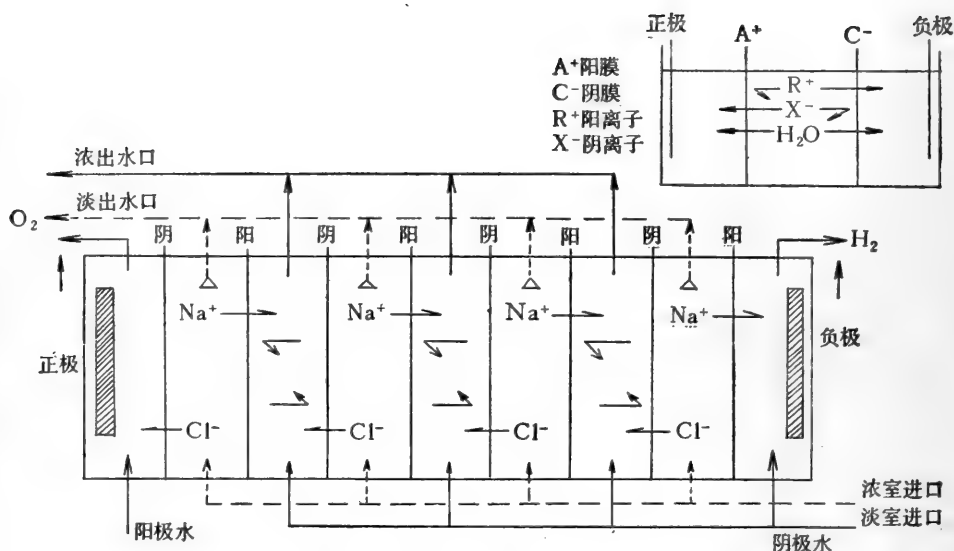 正极
A⁺
C⁻
负极
A⁺阳膜
C⁻阴膜
R⁺阳离子
X⁻阴离子
R⁺
X⁻
H₂O
浓出水口
淡出水口
O₂
阴 阳 阴 阳 阴 阳 阴 阳
H₂
Na⁺ Na⁺ Na⁺ Na⁺
正极
负极
Cl⁻ Cl⁻ Cl⁻ Cl⁻
浓室进口
淡室进口
阳极水
阴极水